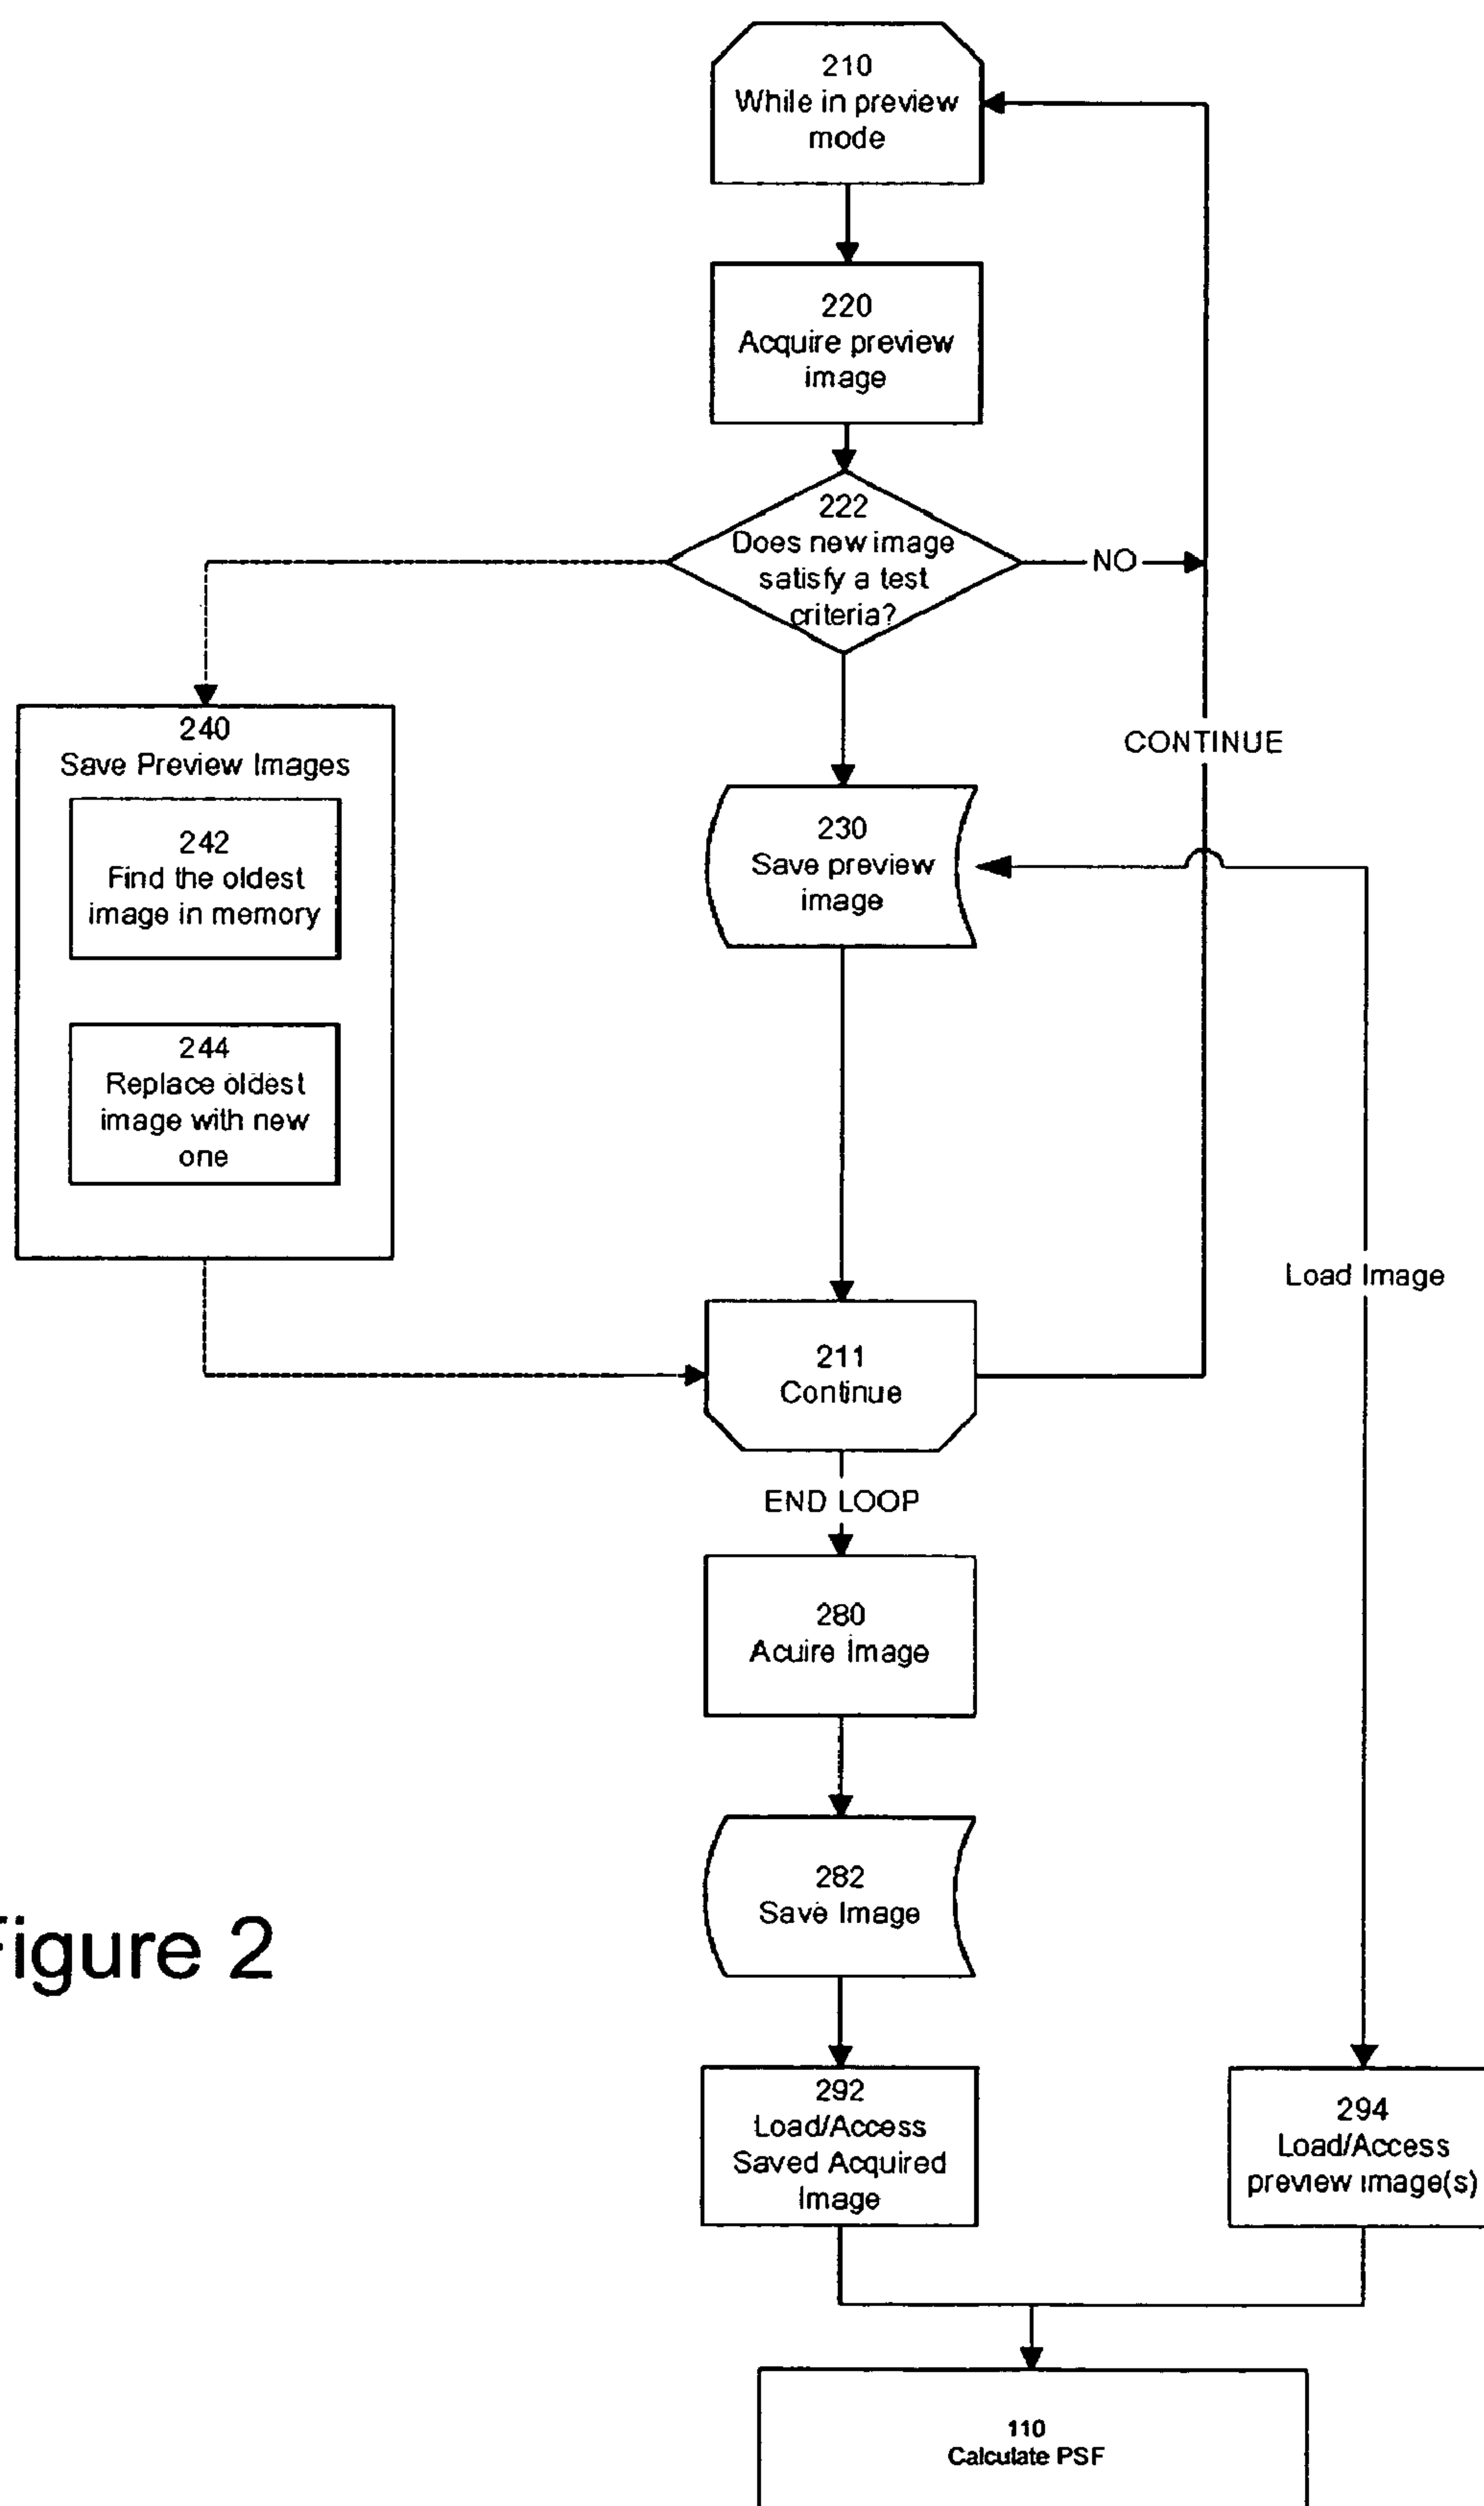 210
While in preview
mode
220
Acquire preview
image
222
Does new image
satisfy a test
criteria?
NO
CONTINUE
240
Save Preview Images
242
Find the oldest
image in memory
244
Replace oldest
image with new
one
230
Save preview
image
Load Image
211
Continue
END LOOP
280
Acuire Image
282
Save Image
Figure 2
292
Load/Access
Saved Acquired
Image
294
Load/Access
preview image(s)
110
Calculate PSF